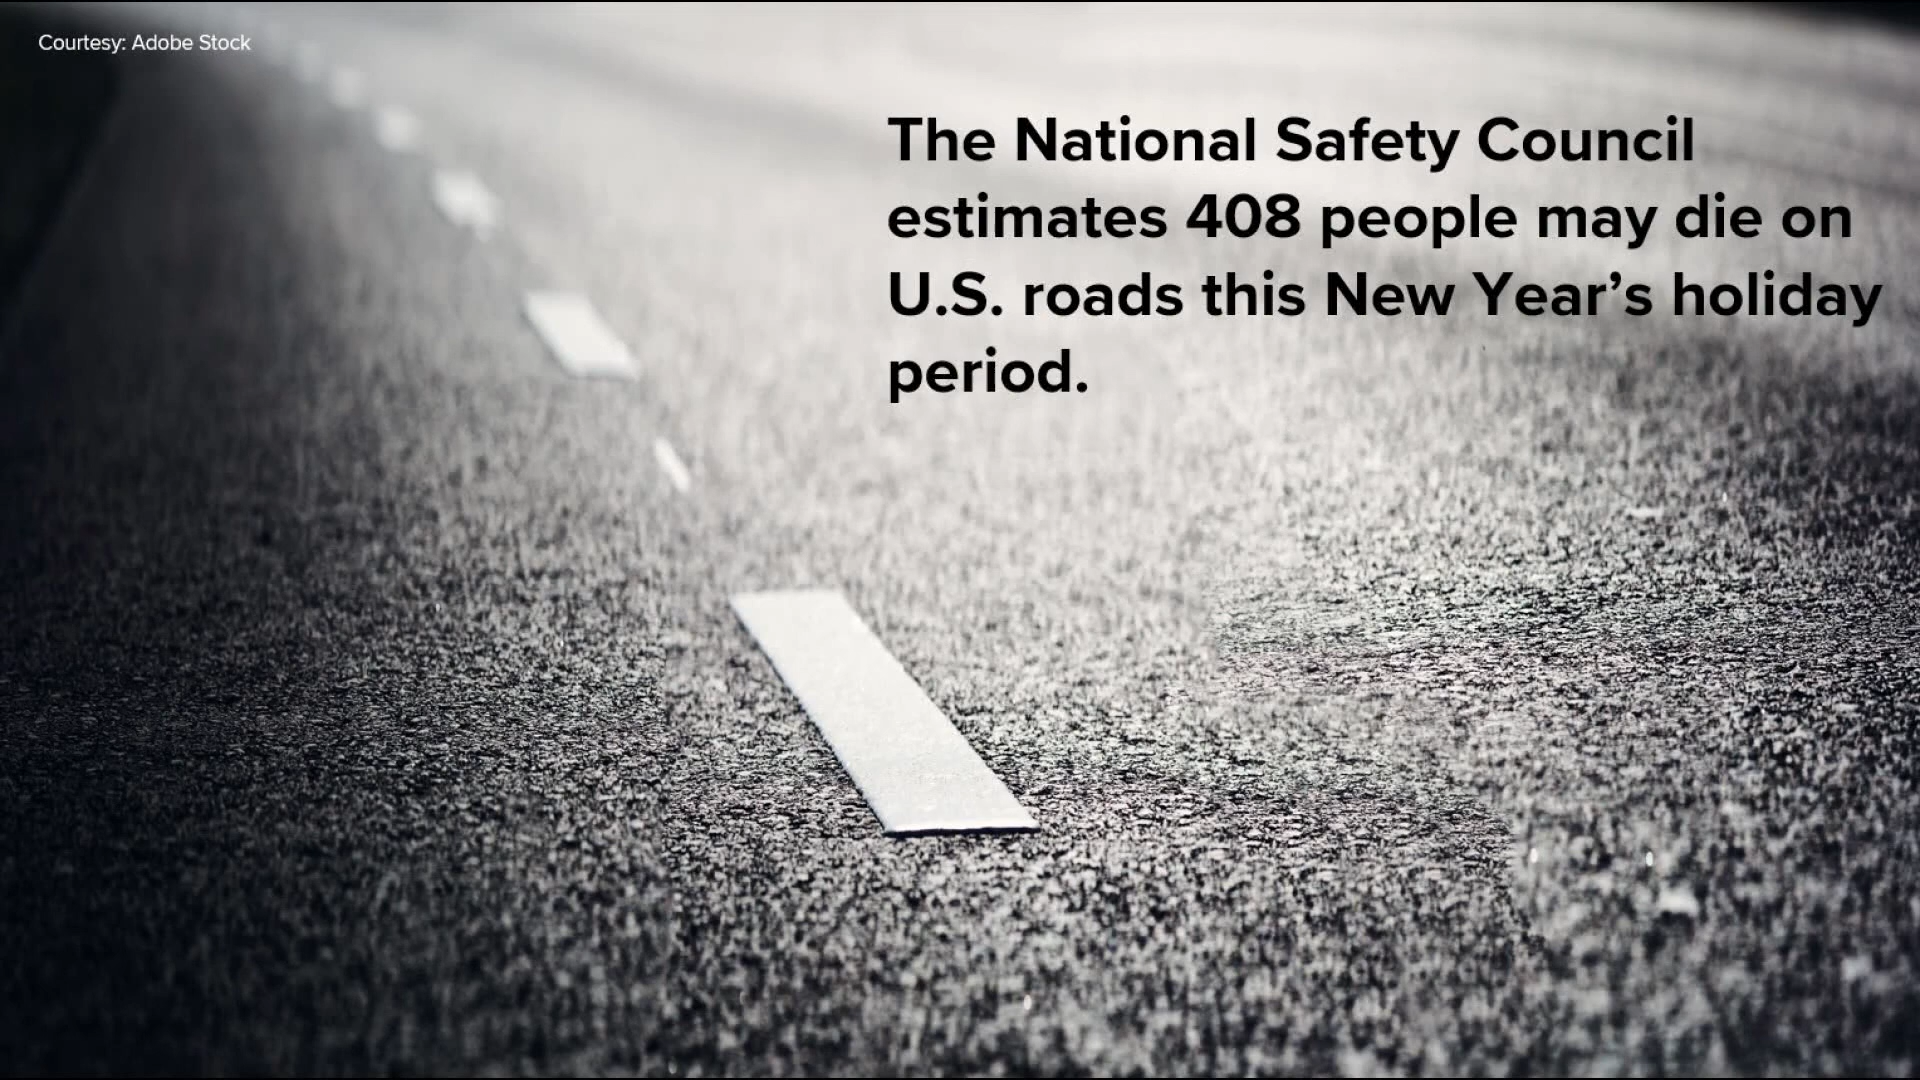 Courtesy: Adobe Stock
The National Safety Council
estimates 408 people may die on
U.S. roads this New Year’s holiday
period.